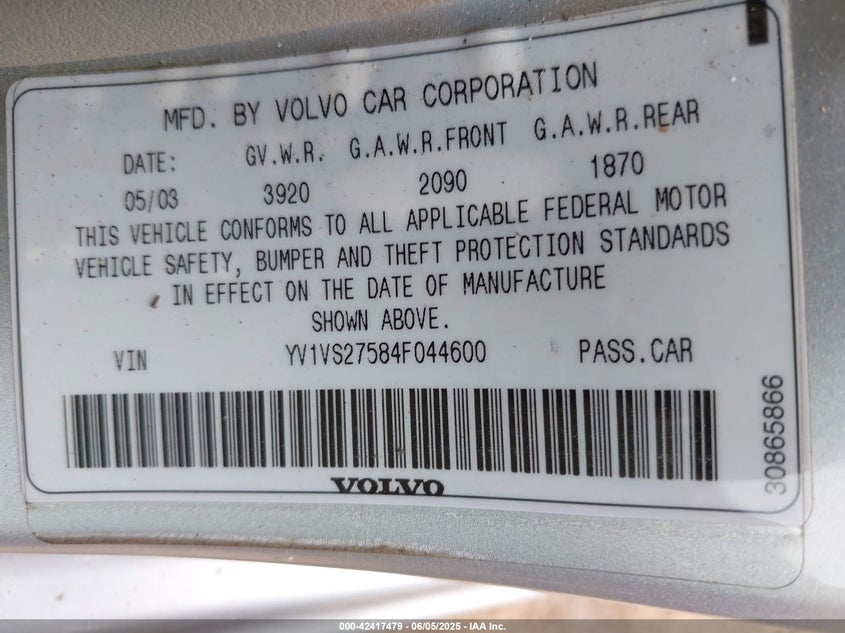 MFD. BY VOLVO CAR CORPORATION
DATE: GV.W.R. G.A.W.R.FRONT G.A.W.R.REAR
05/03 3920 2090 1870
THIS VEHICLE CONFORMS TO ALL APPLICABLE FEDERAL MOTOR
VEHICLE SAFETY, BUMPER AND THEFT PROTECTION STANDARDS
IN EFFECT ON THE DATE OF MANUFACTURE
SHOWN ABOVE.
VIN YV1VS27584F044600 PASS.CAR
30865866
VOLVO
000-42417479 - 06/05/2025 - IAA Inc.